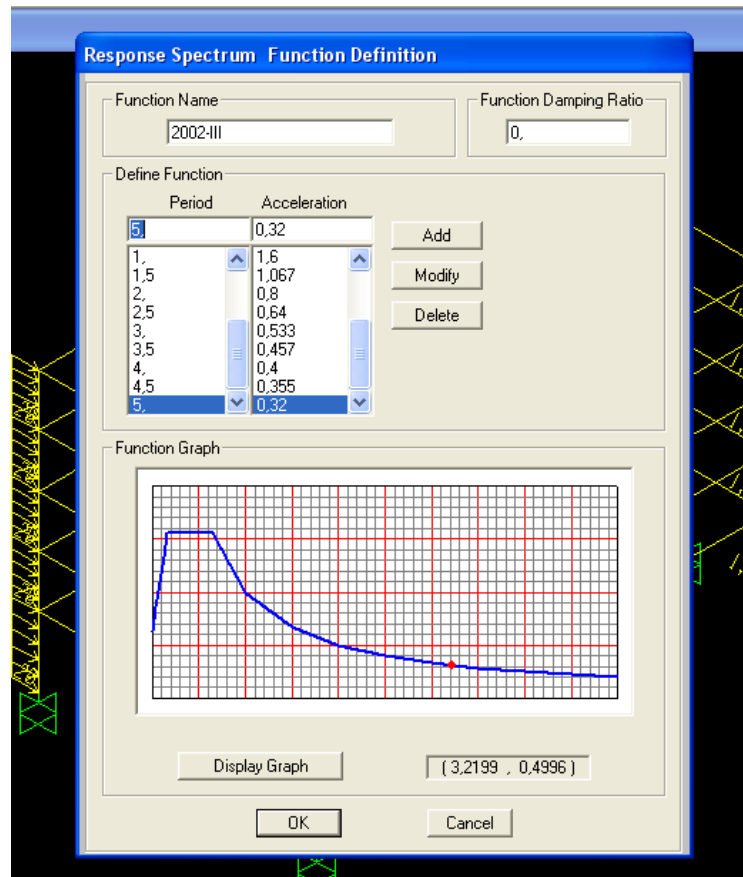 Response Spectrum Function Definition
Function Name
Function Damping Ratio
2002-III
0,
Define Function
Period Acceleration
5, 0,32
Add
1, 1,6
1,5 1,067
Modify
2, 0,8
2,5 0,64
Delete
3, 0,533
3,5 0,457
4, 0,4
4,5 0,355
5, 0,32
Function Graph
Display Graph
( 3,2199 , 0,4996 )
OK
Cancel